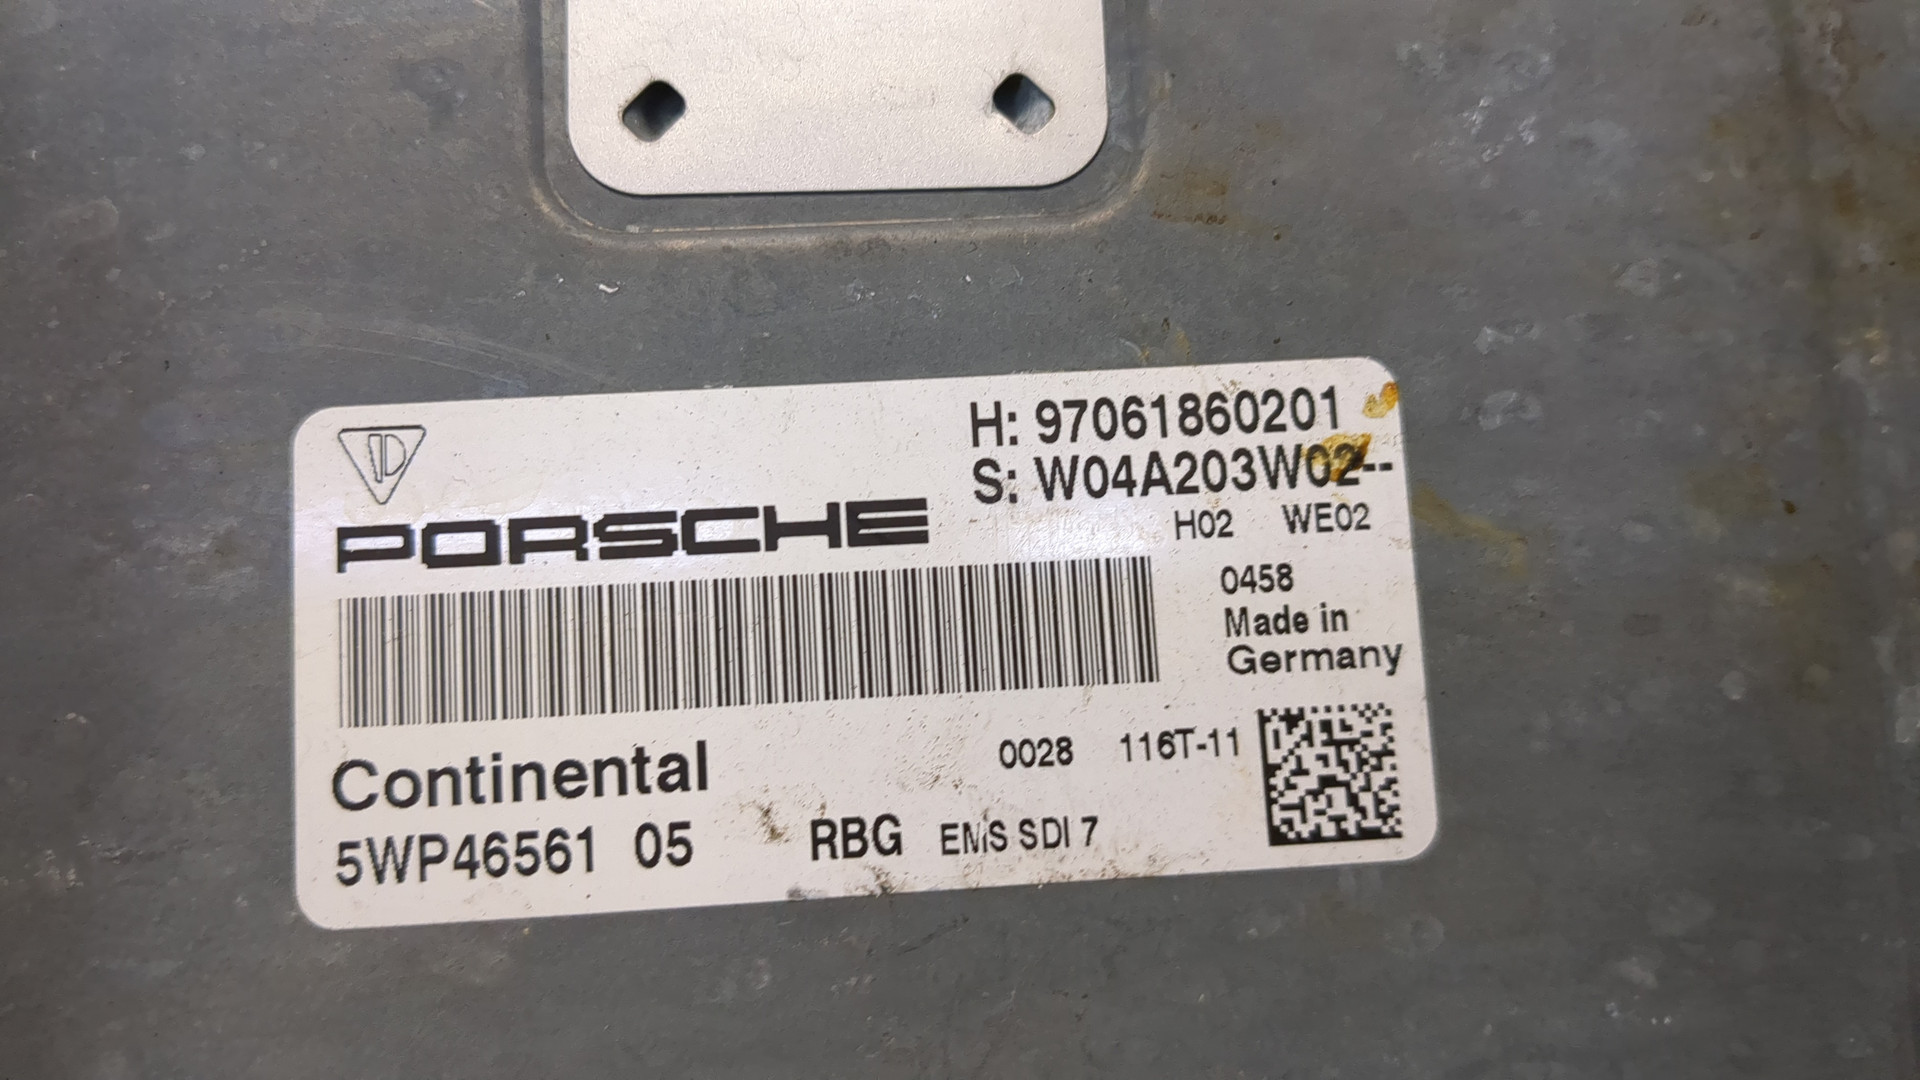 H: 97061860201
S: W04A203W02--
PORSCHE
H02 WE02
0458
Made in
Germany
Continental
0028 116T-11
5WP46561 05 RBG EMS SDI 7